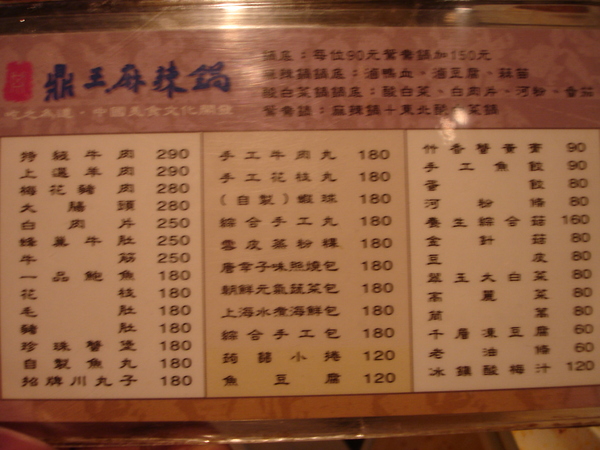 鼎王麻辣鍋
吃之為道，中國美食文化開發
鍋底：每位90元鴛鴦鍋加150元
麻辣鍋鍋底：滷鴨血、滷豆腐、蒜苗
酸白菜鍋鍋底：酸白菜、白肉片、河粉、番茄
鴛鴦鍋：麻辣鍋＋東北酸菜鍋
特級牛肉 290
上選羊肉 290
梅花豬肉 280
大腸頭 280
白肉片 250
蜂巢牛肚 250
牛筋 250
一品鮑魚 180
花枝 180
毛肚 180
豬肚 180
珍珠蟹煲 180
自製魚丸 180
招牌川丸子 180
手工牛肉丸 180
手工花枝丸 180
(自製)蝦球 180
綜合手工丸 180
雲皮菜粉粿 180
唐辛子味照燒包 180
朝鮮元氣蔬菜包 180
上海水煮海鮮包 180
綜合手工包 180
蒟蒻小捲 120
魚豆腐 120
竹香蟹黃膏 90
手工魚餃 90
蛋餃 80
河粉條 80
養生綜合菇 160
金針菇 80
豆皮 80
翠玉大白菜 80
高麗菜 80
茼蒿 80
千層凍豆腐 60
老油條 60
冰鎮酸梅汁 120